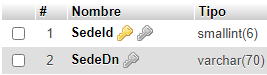 # Nombre Tipo
1 SedeId smallint(6)
2 SedeDn varchar(70)